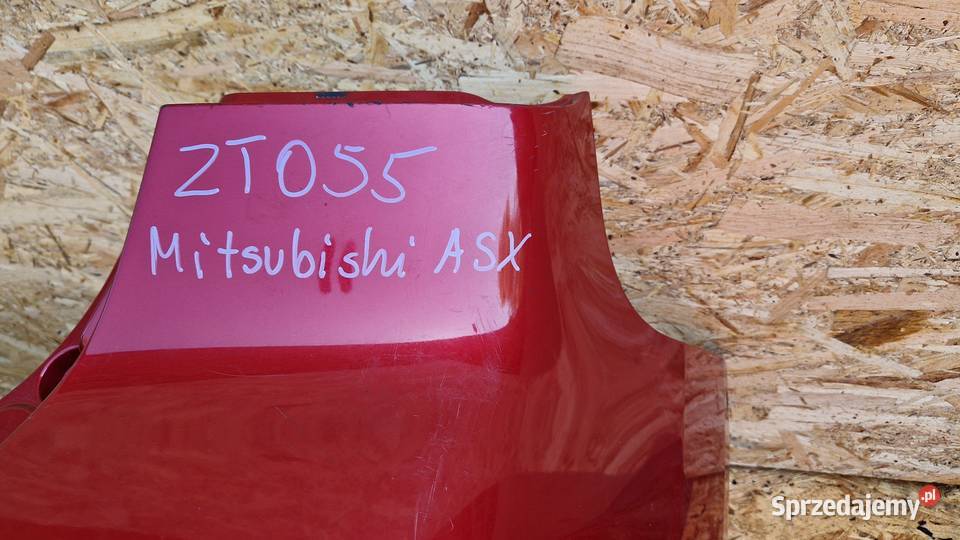 ZT055
Mitsubishi ASX
Sprzedajemy.pl